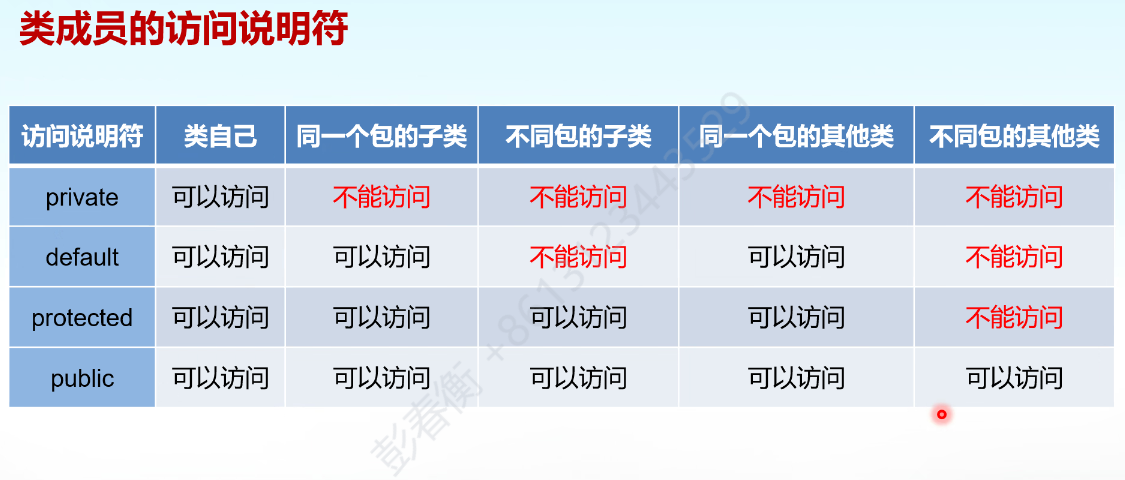 类成员的访问说明符
访问说明符 类自己 同一个包的子类 不同包的子类 同一个包的其他类 不同包的其他类
private 可以访问 不能访问 不能访问 不能访问 不能访问
default 可以访问 可以访问 不能访问 可以访问 不能访问
protected 可以访问 可以访问 可以访问 可以访问 不能访问
public 可以访问 可以访问 可以访问 可以访问 可以访问
彭春衡